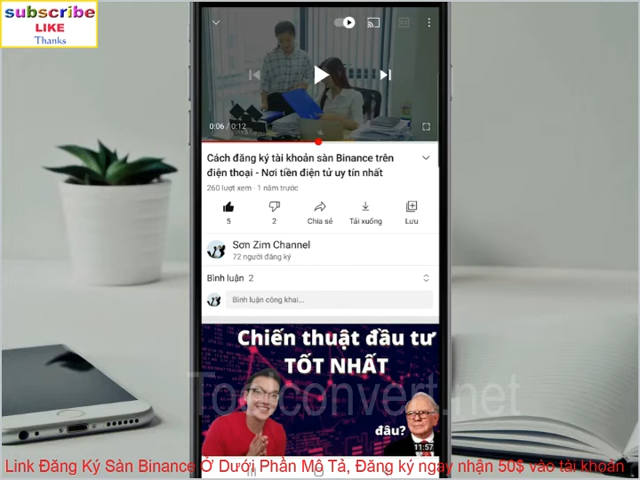 subscribe
LIKE
Thanks
0:06 / 0:12
Cách đăng ký tài khoản sàn Binance trên
điện thoại - Nơi tiền điện tử uy tín nhất
260 lượt xem · 1 năm trước
5
2
Chia sẻ
Tải xuống
Lưu
Sơn Zim Channel
72 người đăng ký
Bình luận 2
Bình luận công khai...
Chiến thuật đầu tư
TỐT NHẤT
đâu?
11:57
Link Đăng Ký Sàn Binance Ở Dưới Phần Mô Tả, Đăng ký ngay nhận 50$ vào tài khoản